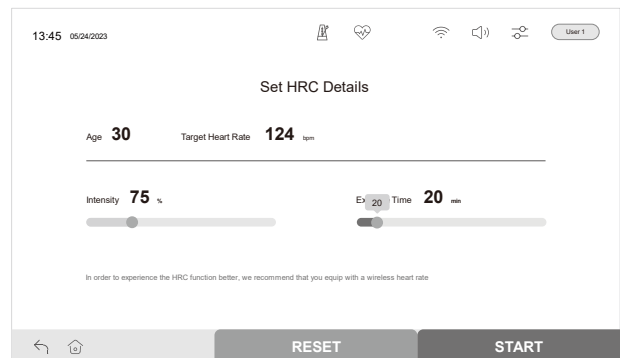 13:45 05/24/2023 User 1
Set HRC Details
Age 30 Target Heart Rate 124 bpm
Intensity 75 % 20 Time 20 min
In order to experience the HRC function better, we recommend that you equip with a wireless heart rate
RESET START